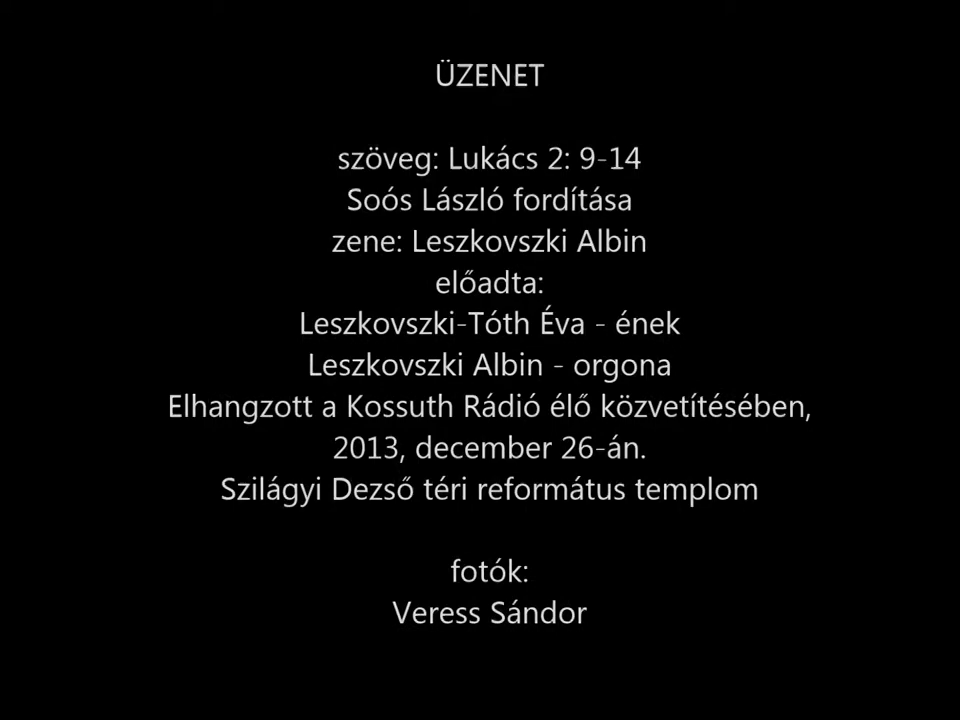 ÜZENET
szöveg: Lukács 2: 9-14
Soós László fordítása
zene: Leszkovszki Albin
előadta:
Leszkovszki-Tóth Éva - ének
Leszkovszki Albin - orgona
Elhangzott a Kossuth Rádió élő közvetítésében,
2013, december 26-án.
Szilágyi Dezső téri református templom
fotók:
Veress Sándor